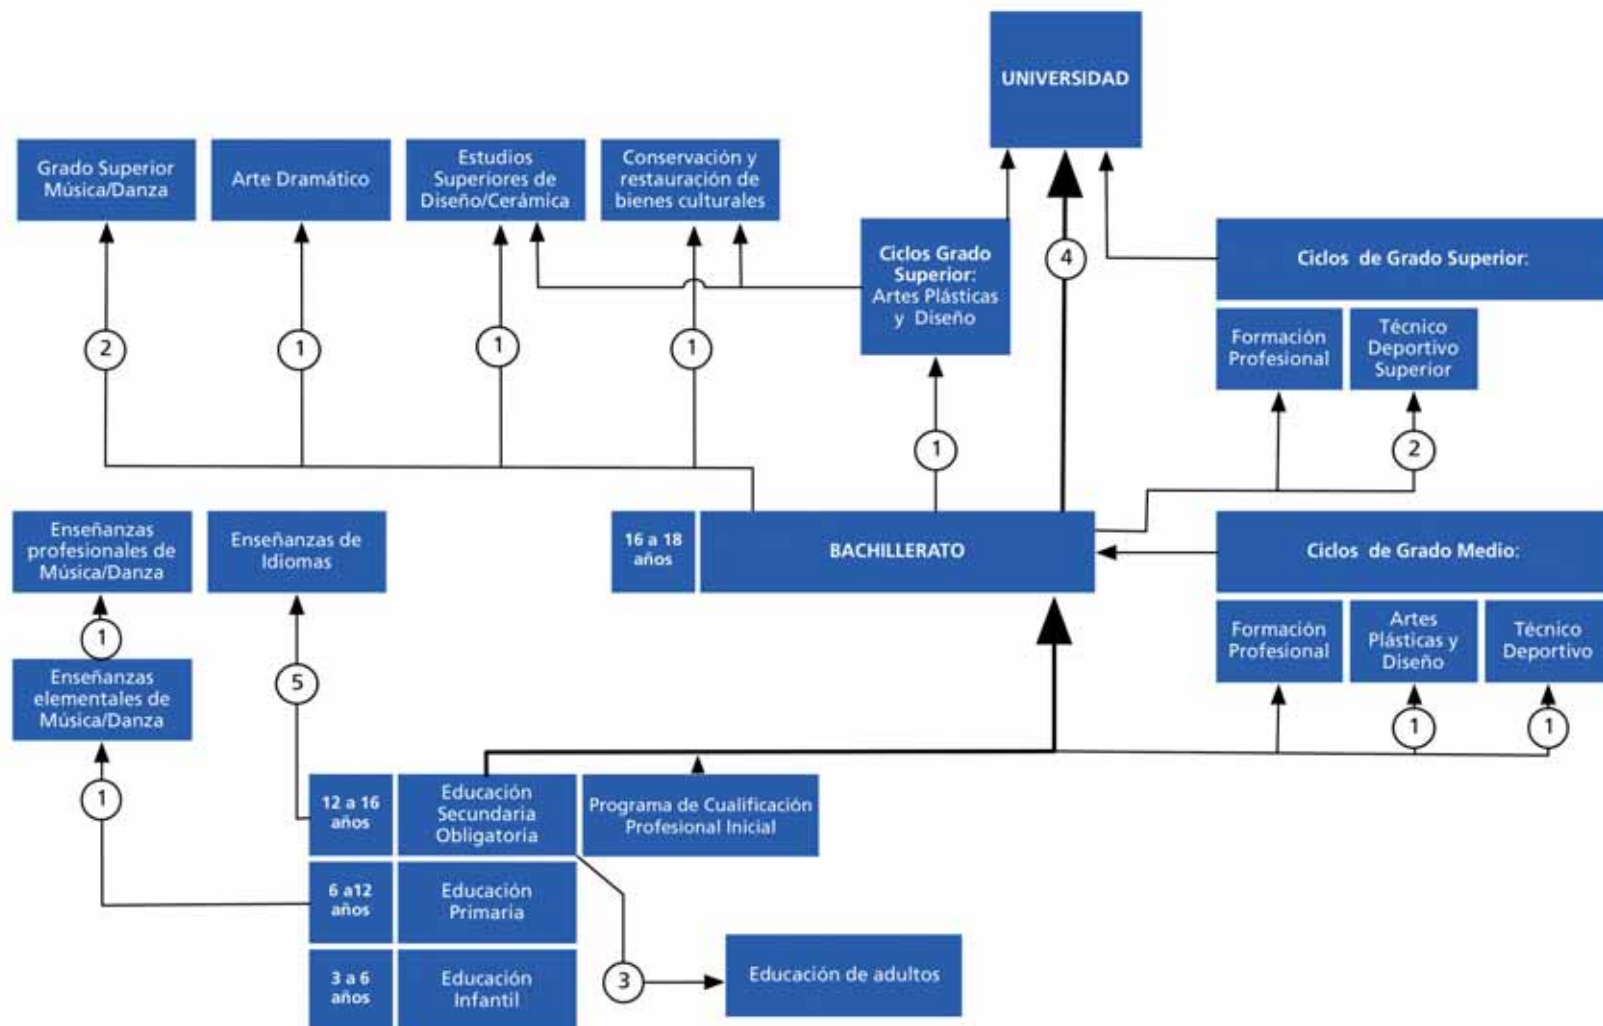 UNIVERSIDAD
Grado Superior
Música/Danza
Arte Dramático
Estudios
Superiores de
Diseño/Cerámica
Conservación y
restauración de
bienes culturales
Ciclos Grado
Superior:
Artes Plásticas
y Diseño
4
Ciclos de Grado Superior:
Formación
Profesional
Técnico
Deportivo
Superior
2
1
1
1
1
2
Enseñanzas
profesionales de
Música/Danza
Enseñanzas de
Idiomas
16 a 18
años
BACHILLERATO
Ciclos de Grado Medio:
Formación
Profesional
Artes
Plásticas y
Diseño
Técnico
Deportivo
1
Enseñanzas
elementales de
Música/Danza
5
1
1
1
12 a 16
años
Educación
Secundaria
Obligatoria
Programa de Cualificación
Profesional Inicial
6 a12
años
Educación
Primaria
3 a 6
años
Educación
Infantil
3
Educación de adultos